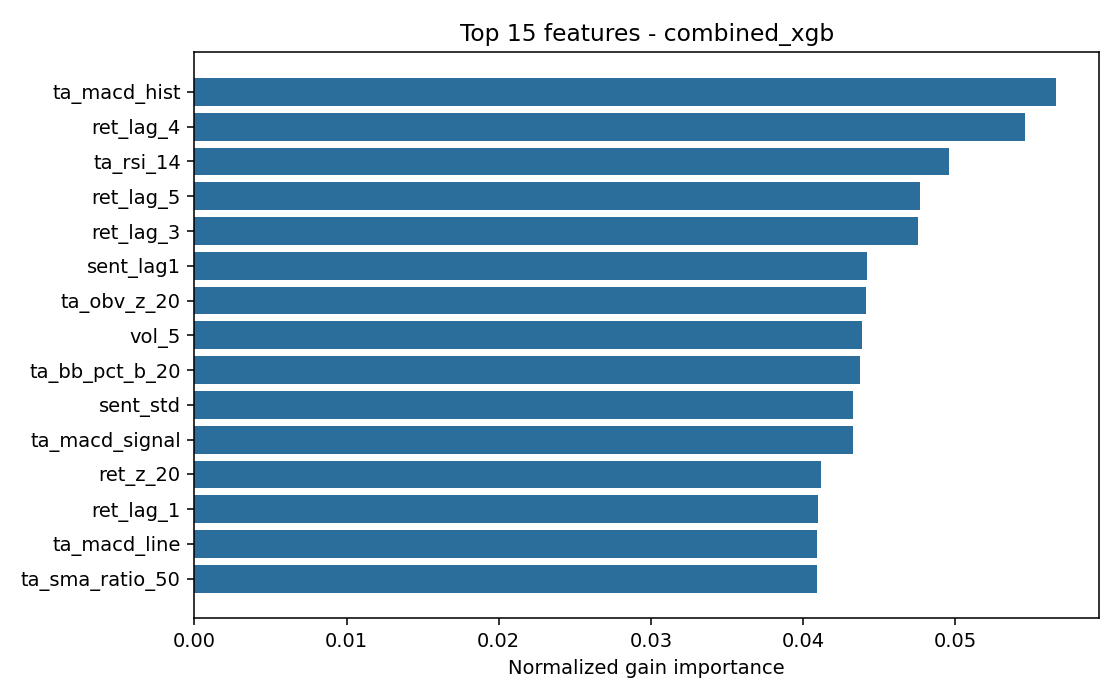 Top 15 features - combined_xgb
ta_macd_hist
ret_lag_4
ta_rsi_14
ret_lag_5
ret_lag_3
sent_lag1
ta_obv_z_20
vol_5
ta_bb_pct_b_20
sent_std
ta_macd_signal
ret_z_20
ret_lag_1
ta_macd_line
ta_sma_ratio_50
0.00 0.01 0.02 0.03 0.04 0.05
Normalized gain importance